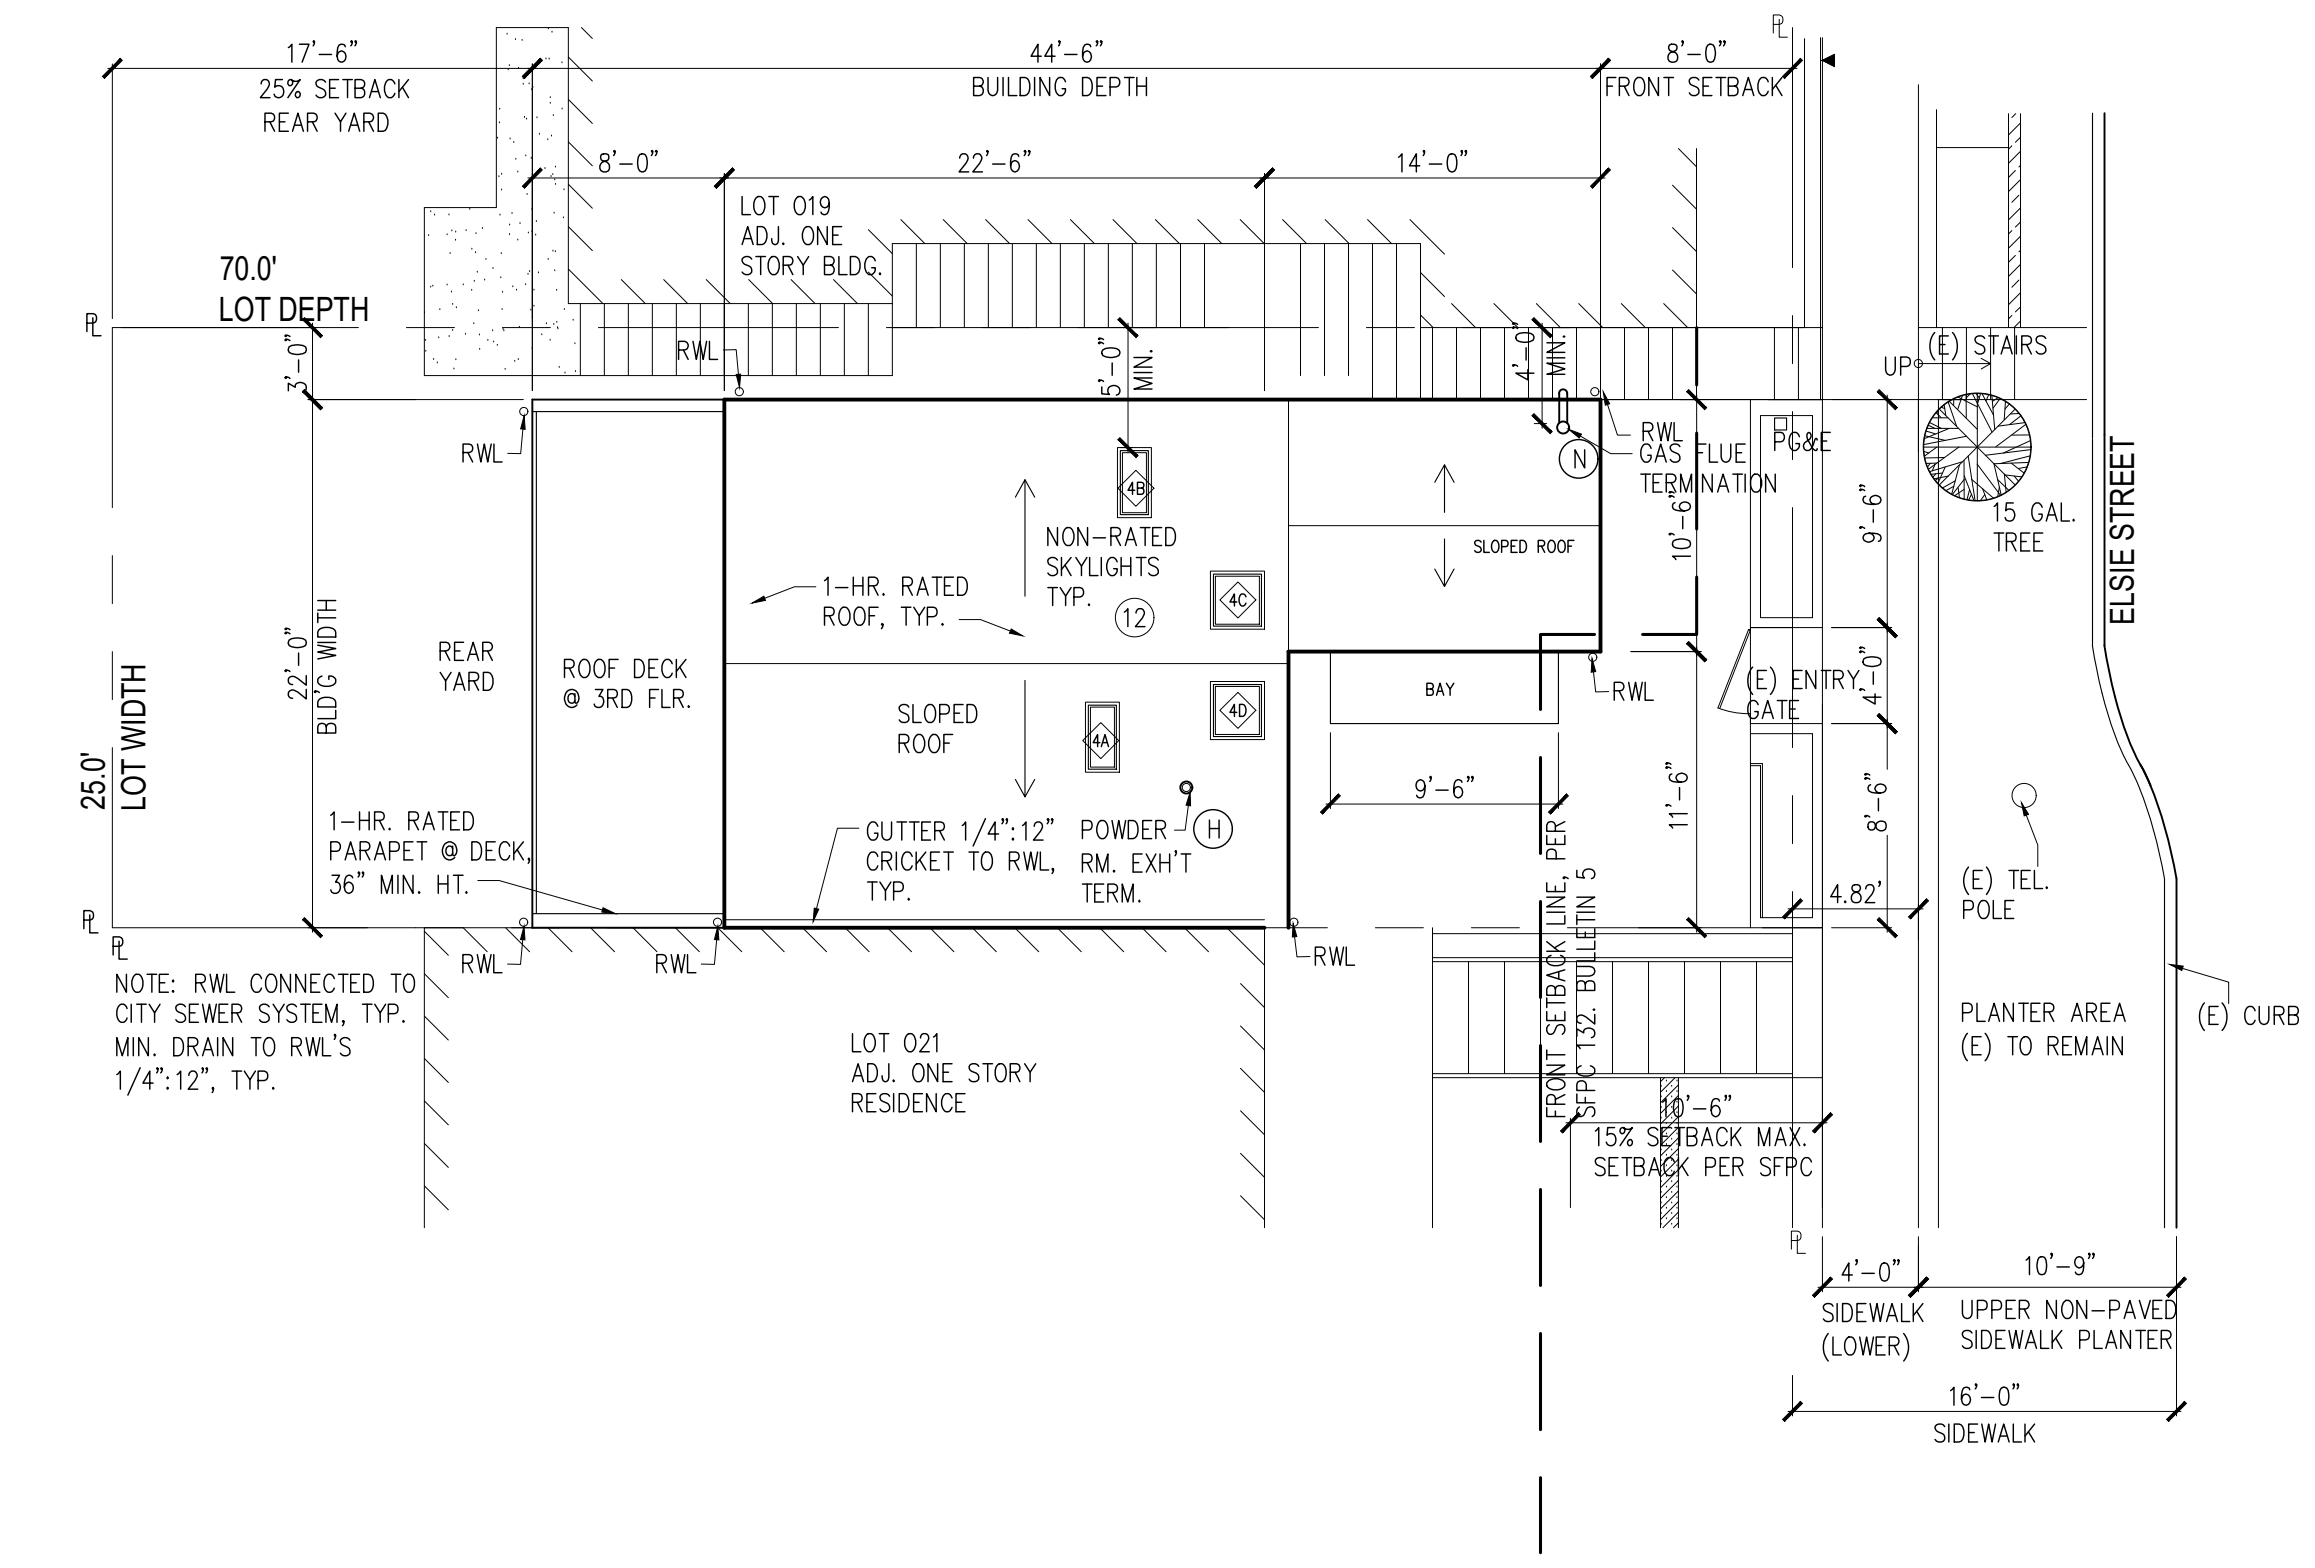 ℄
17'-6"
44'-6"
8'-0"
25% SETBACK
REAR YARD
BUILDING DEPTH
FRONT SETBACK
8'-0"
22'-6"
14'-0"
LOT 019
ADJ. ONE
STORY BLDG.
70.0'
LOT DEPTH
3'-0"
RWL
5'-0"
MIN.
4'-0"
MIN.
UP
(E) STAIRS
RWL
RWL
GAS FLUE
TERMINATION
N
PG&E
15 GAL.
TREE
ELSIE STREET
4B
NON-RATED
SKYLIGHTS
TYP.
12
SLOPED ROOF
10'-6"
9'-6"
1-HR. RATED
ROOF, TYP.
4C
22'-0"
BLD'G WIDTH
25.0'
LOT WIDTH
REAR
YARD
ROOF DECK
@ 3RD FLR.
SLOPED
ROOF
4D
4A
BAY
RWL
(E) ENTRY
GATE
4'-0"
9'-6"
11'-6"
8'-6"
1-HR. RATED
PARAPET @ DECK,
36" MIN. HT.
GUTTER 1/4":12"
CRICKET TO RWL,
TYP.
POWDER
RM. EXH'T
TERM.
H
FRONT SETBACK LINE, PER
SFPC 132. BULLETIN 5
4.82'
(E) TEL.
POLE
RWL
RWL
RWL
NOTE: RWL CONNECTED TO
CITY SEWER SYSTEM, TYP.
MIN. DRAIN TO RWL'S
1/4":12", TYP.
LOT 021
ADJ. ONE STORY
RESIDENCE
PLANTER AREA
(E) TO REMAIN
(E) CURB
10'-6"
15% SETBACK MAX.
SETBACK PER SFPC
4'-0"
10'-9"
SIDEWALK
(LOWER)
UPPER NON-PAVED
SIDEWALK PLANTER
16'-0"
SIDEWALK